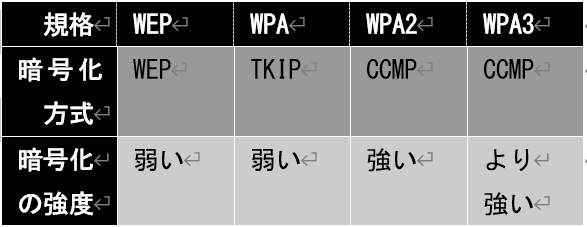 規格 WEP WPA WPA2 WPA3
暗号化 WEP TKIP CCMP CCMP
方式
暗号化 弱い 弱い 強い より
の強度 強い